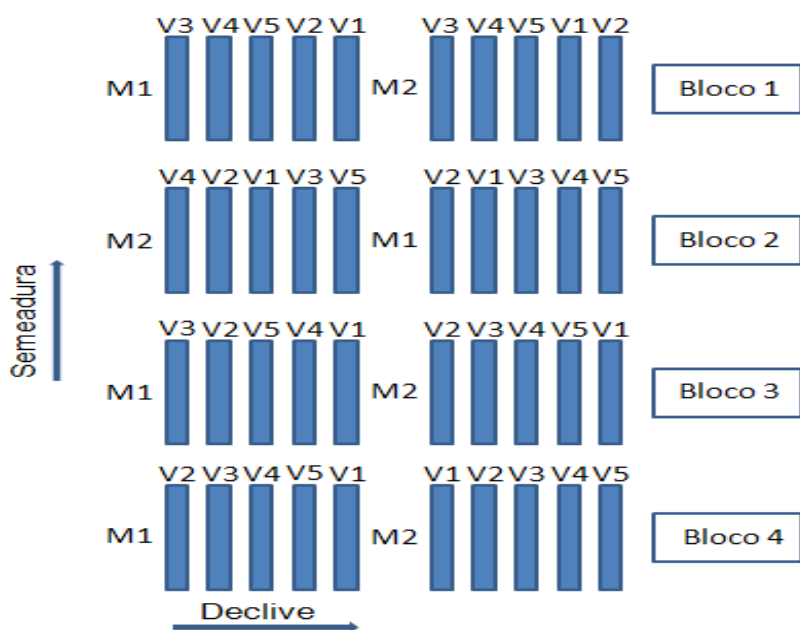 V3 V4 V5 V2 V1 V3 V4 V5 V1 V2
M1 M2 Bloco 1
V4 V2 V1 V3 V5 V2 V1 V3 V4 V5
M2 M1 Bloco 2
Semeadura
V3 V2 V5 V4 V1 V2 V3 V4 V5 V1
M1 M2 Bloco 3
V2 V3 V4 V5 V1 V1 V2 V3 V4 V5
M1 M2 Bloco 4
Declive